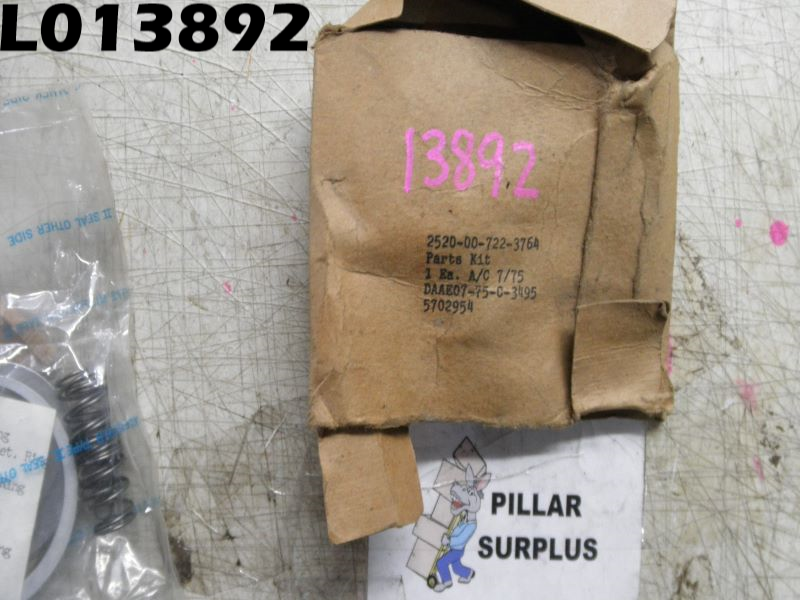 L013892
13892
2520-00-722-3764
Parts Kit
1 Ea. A/C 7/75
DAAE07-75-C-3495
5702954
II SEAL OTHER SIDE
PILLAR
SURPLUS